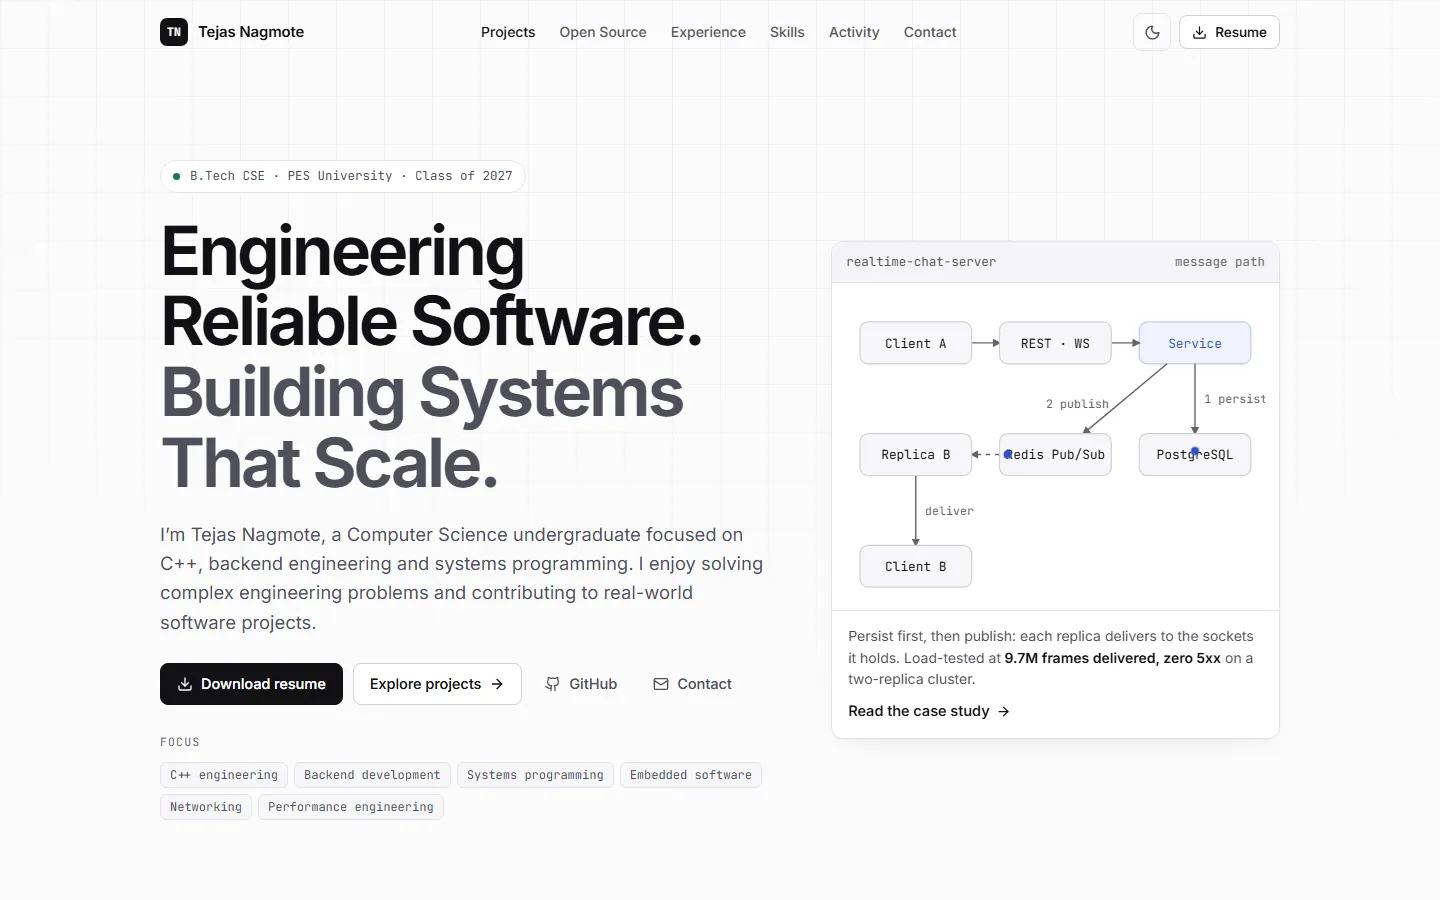 TN Tejas Nagmote
Projects Open Source Experience Skills Activity Contact
Resume
B.Tech CSE · PES University · Class of 2027
Engineering
Reliable Software.
Building Systems
That Scale.
I’m Tejas Nagmote, a Computer Science undergraduate focused on
C++, backend engineering and systems programming. I enjoy solving
complex engineering problems and contributing to real-world
software projects.
Download resume
Explore projects
GitHub
Contact
FOCUS
C++ engineering
Backend development
Systems programming
Embedded software
Networking
Performance engineering
realtime-chat-server
message path
Client A
REST · WS
Service
2 publish
1 persist
Replica B
Redis Pub/Sub
PostgreSQL
deliver
Client B
Persist first, then publish: each replica delivers to the sockets
it holds. Load-tested at 9.7M frames delivered, zero 5xx on a
two-replica cluster.
Read the case study